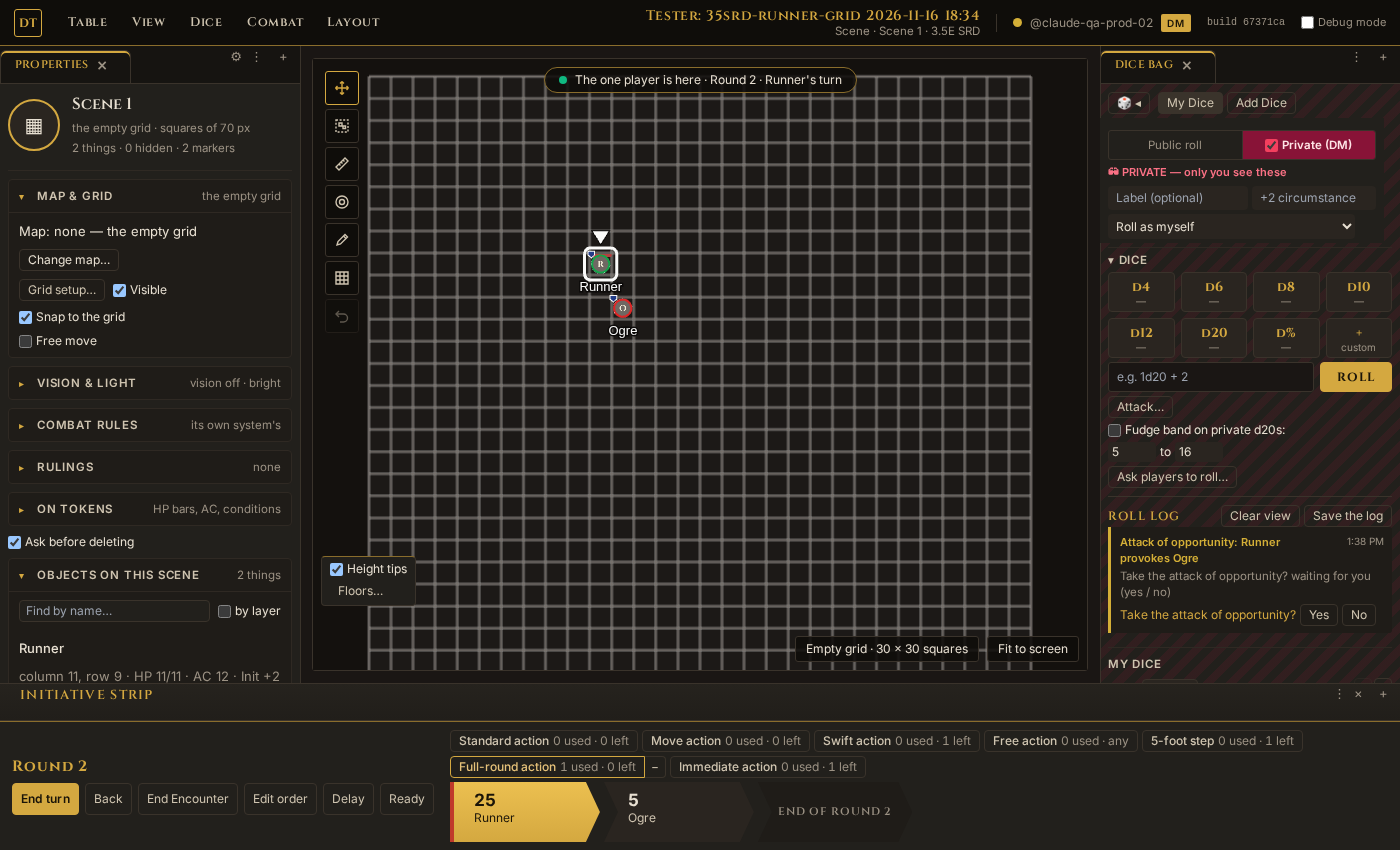 DT
TABLE
VIEW
DICE
COMBAT
LAYOUT
TESTER: 35SRD-RUNNER-GRID 2026-11-16 18:34
Scene · Scene 1 · 3.5E SRD
@claude-qa-prod-02
DM
build 67371ca
Debug mode
PROPERTIES
SCENE 1
the empty grid · squares of 70 px
2 things · 0 hidden · 2 markers
MAP & GRID
the empty grid
Map: none — the empty grid
Change map...
Grid setup...
Visible
Snap to the grid
Free move
VISION & LIGHT
vision off · bright
COMBAT RULES
its own system's
RULINGS
none
ON TOKENS
HP bars, AC, conditions
Ask before deleting
OBJECTS ON THIS SCENE
2 things
Find by name...
by layer
Runner
column 11, row 9 · HP 11/11 · AC 12 · Init +2
The one player is here · Round 2 · Runner's turn
R
Runner
O
Ogre
Height tips
Floors...
Empty grid · 30 × 30 squares
Fit to screen
DICE BAG
My Dice
Add Dice
Public roll
Private (DM)
PRIVATE — only you see these
Label (optional)
+2 circumstance
Roll as myself
DICE
D4
—
D6
—
D8
—
D10
—
D12
—
D20
—
D%
—
+
custom
e.g. 1d20 + 2
ROLL
Attack...
Fudge band on private d20s:
5 to 16
Ask players to roll...
ROLL LOG
Clear view
Save the log
Attack of opportunity: Runner
provokes Ogre
1:38 PM
Take the attack of opportunity? waiting for you
(yes / no)
Take the attack of opportunity?
Yes
No
MY DICE
INITIATIVE STRIP
ROUND 2
End turn
Back
End Encounter
Edit order
Delay
Ready
Standard action 0 used · 0 left
Move action 0 used · 0 left
Swift action 0 used · 1 left
Free action 0 used · any
5-foot step 0 used · 1 left
Full-round action 1 used · 0 left
–
Immediate action 0 used · 1 left
25
Runner
5
Ogre
END OF ROUND 2